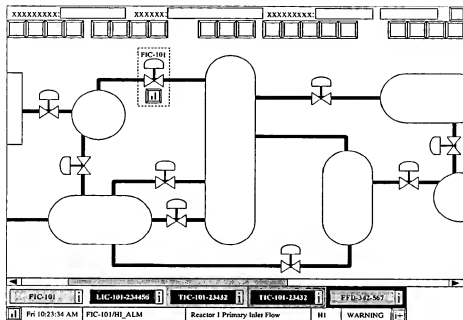 XXXXXXXXX: XXXXXX: XXXXXXXXX:
FIC-101
FIC-101 LIC-101-234456 TIC-101-23432 TIC-101-23432 FFD-342-567
Fri 10:23:34 AM FIC-101/HI_ALM Reactor 1 Primary Inlet Flow HI WARNING